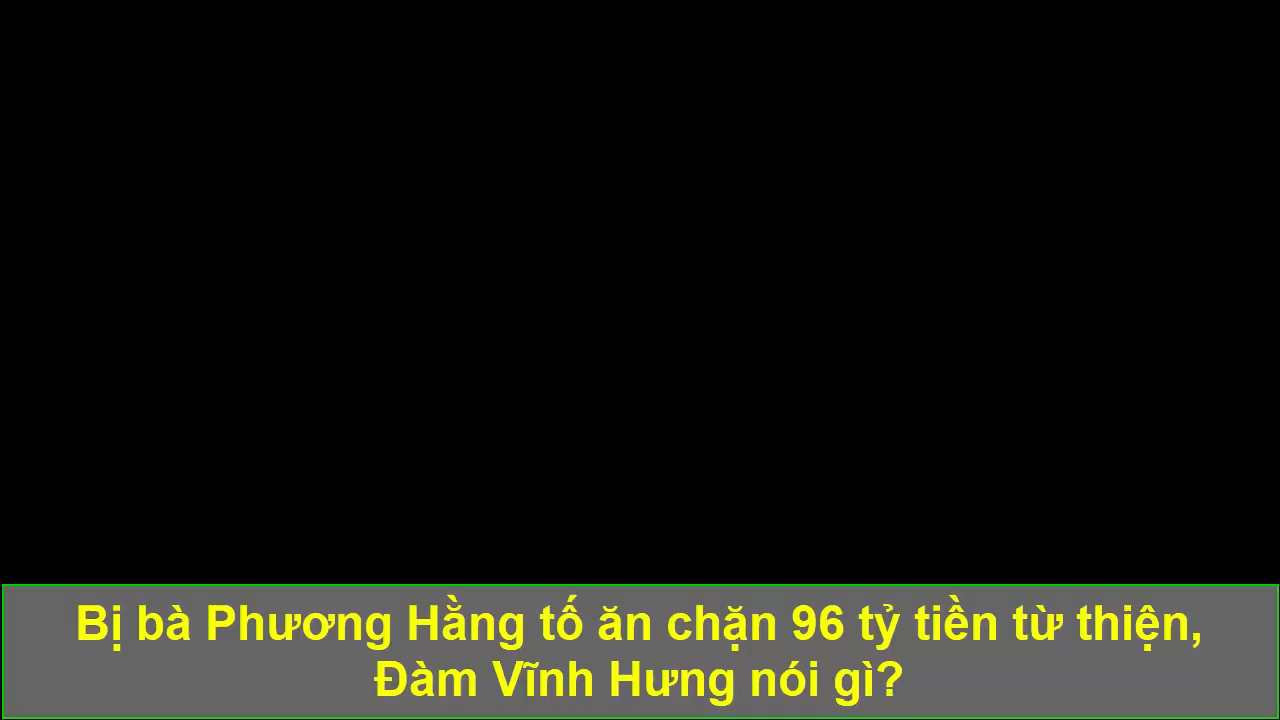 Bị bà Phương Hằng tố ăn chặn 96 tỷ tiền từ thiện,
Đàm Vĩnh Hưng nói gì?